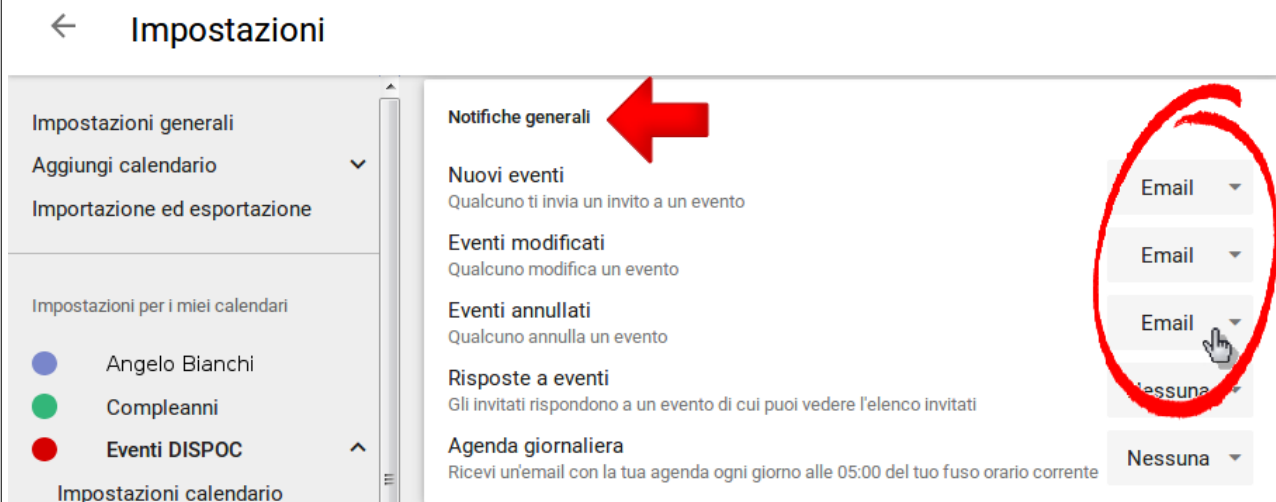 Impostazioni
Impostazioni generali
Aggiungi calendario
Importazione ed esportazione
Impostazioni per i miei calendari
Angelo Bianchi
Compleanni
Eventi DISPOC
Impostazioni calendario
Notifiche generali
Nuovi eventi
Email
Qualcuno ti invia un invito a un evento
Eventi modificati
Email
Qualcuno modifica un evento
Eventi annullati
Email
Qualcuno annulla un evento
Risposte a eventi
Nessuna
Gli invitati rispondono a un evento di cui puoi vedere l'elenco invitati
Agenda giornaliera
Nessuna
Ricevi un'email con la tua agenda ogni giorno alle 05:00 del tuo fuso orario corrente